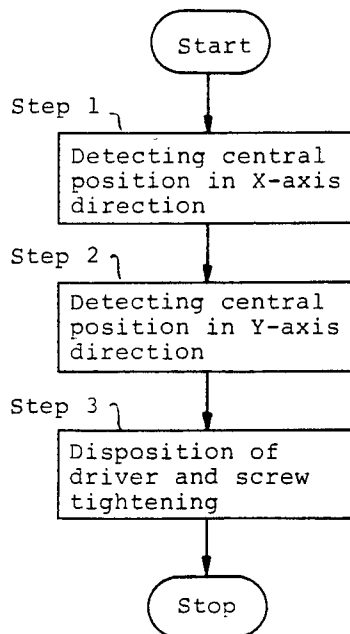 Start
Step 1
Detecting central
position in X-axis
direction
Step 2
Detecting central
position in Y-axis
direction
Step 3
Disposition of
driver and screw
tightening
Stop